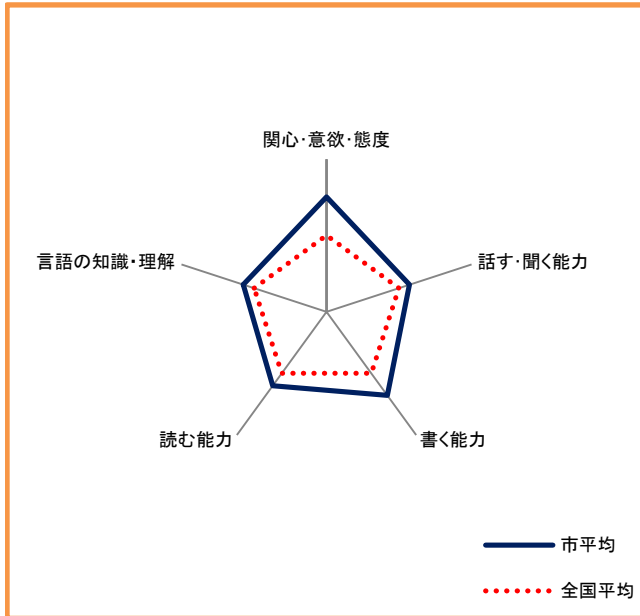 関心・意欲・態度
言語の知識・理解
話す・聞く能力
読む能力
書く能力
市平均
全国平均